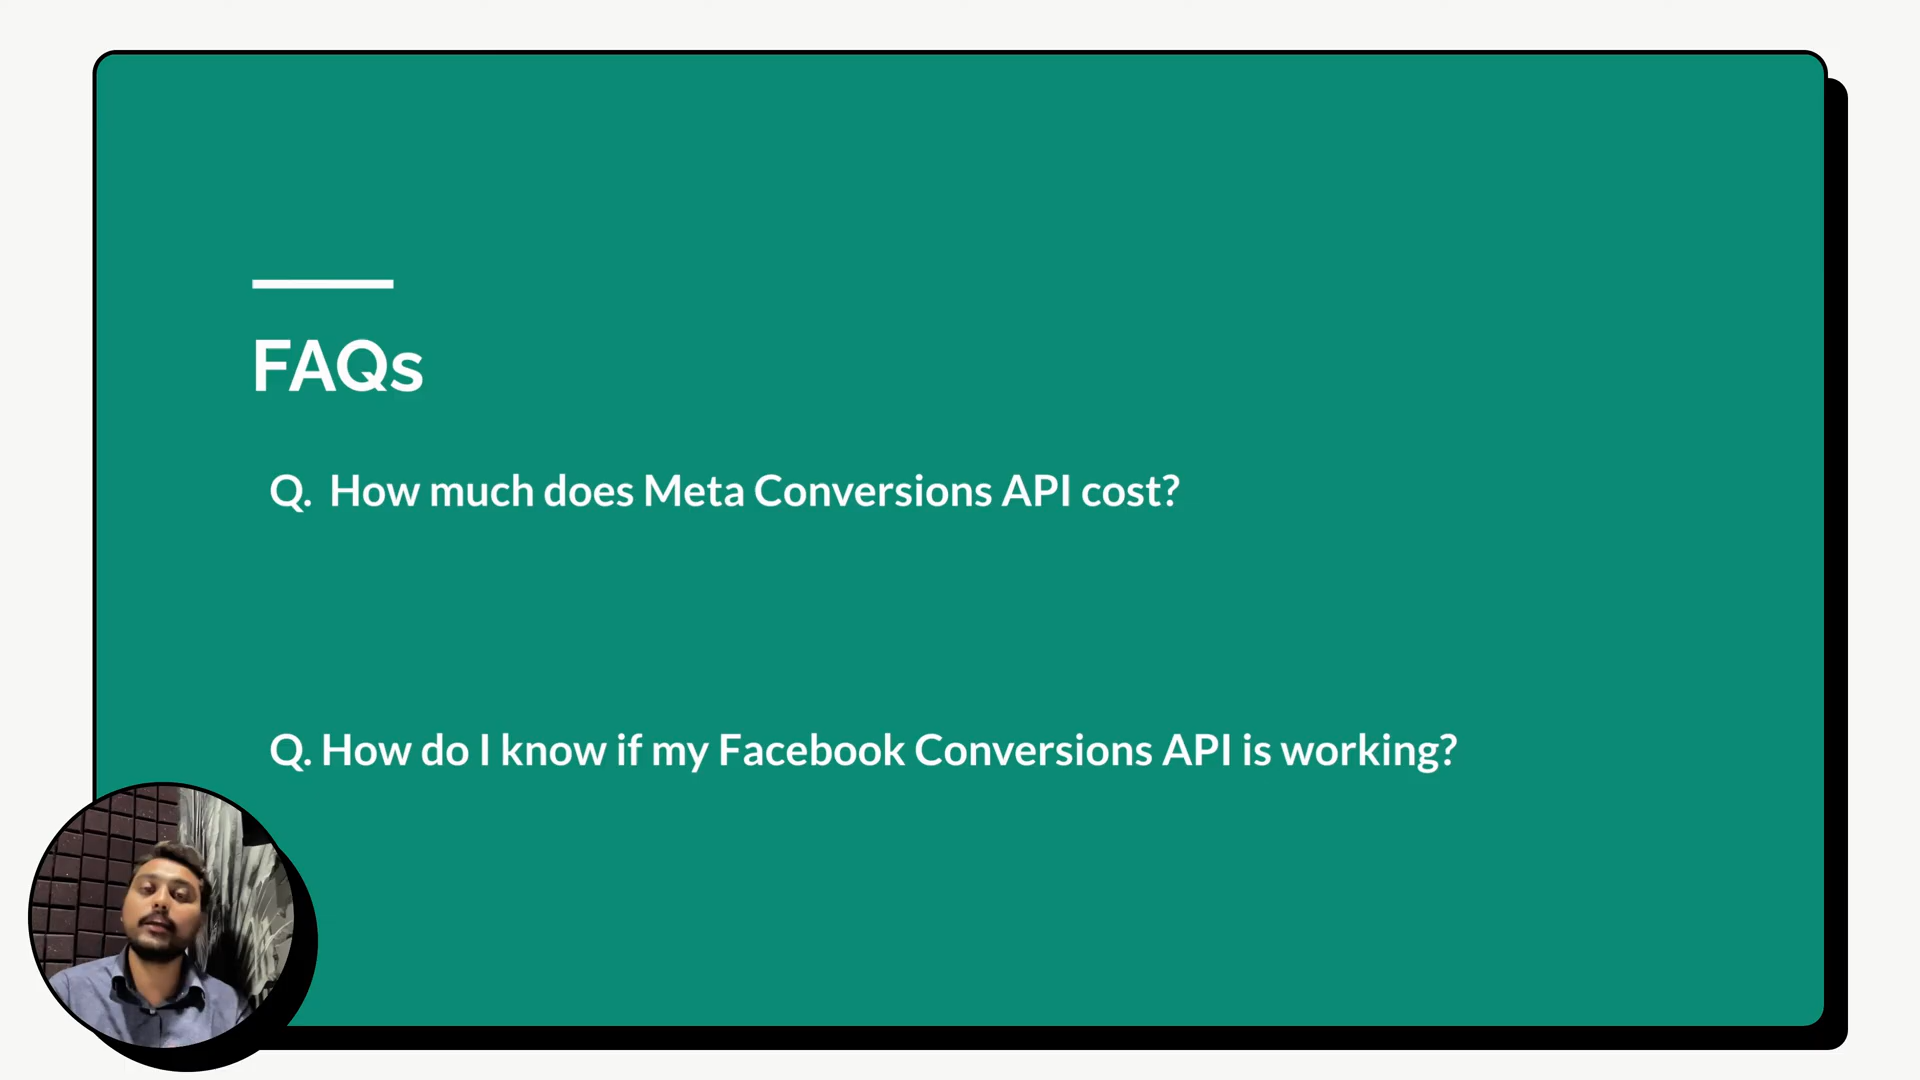 FAQs
Q. How much does Meta Conversions API cost?
Q. How do I know if my Facebook Conversions API is working?